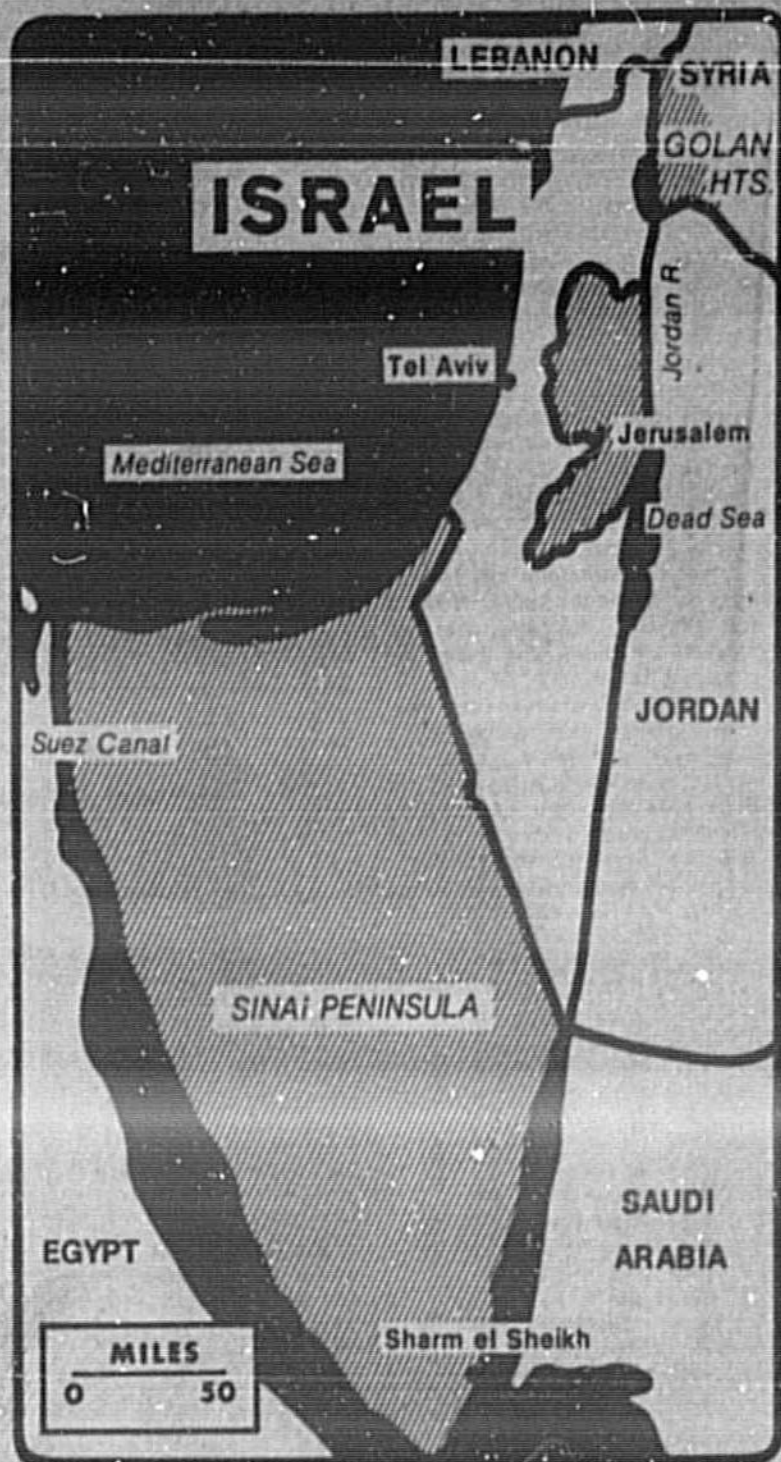 LEBANON
SYRIA
GOLAN
HTS.
ISRAEL
Jordan R.
Tel Aviv
Jerusalem
Mediterranean Sea
Dead Sea
Suez Canal
JORDAN
SINAI PENINSULA
SAUDI
ARABIA
EGYPT
Sharm el Sheikh
MILES
0 50